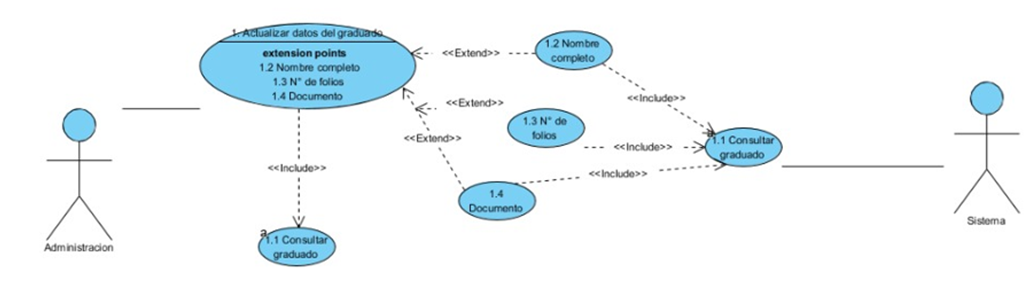 1. Actualizar datos del graduado
extension points
1.2 Nombre completo
1.3 N° de folios
1.4 Documento
<<Extend>>
1.2 Nombre
completo
<<Include>>
<<Extend>>
1.3 N° de
folios
<<Extend>>
<<Include>>
a
1.1 Consultar
graduado
<<Include>>
<<Include>>
1.4
Documento
a
1.1 Consultar
graduado
Administracion
Sistema